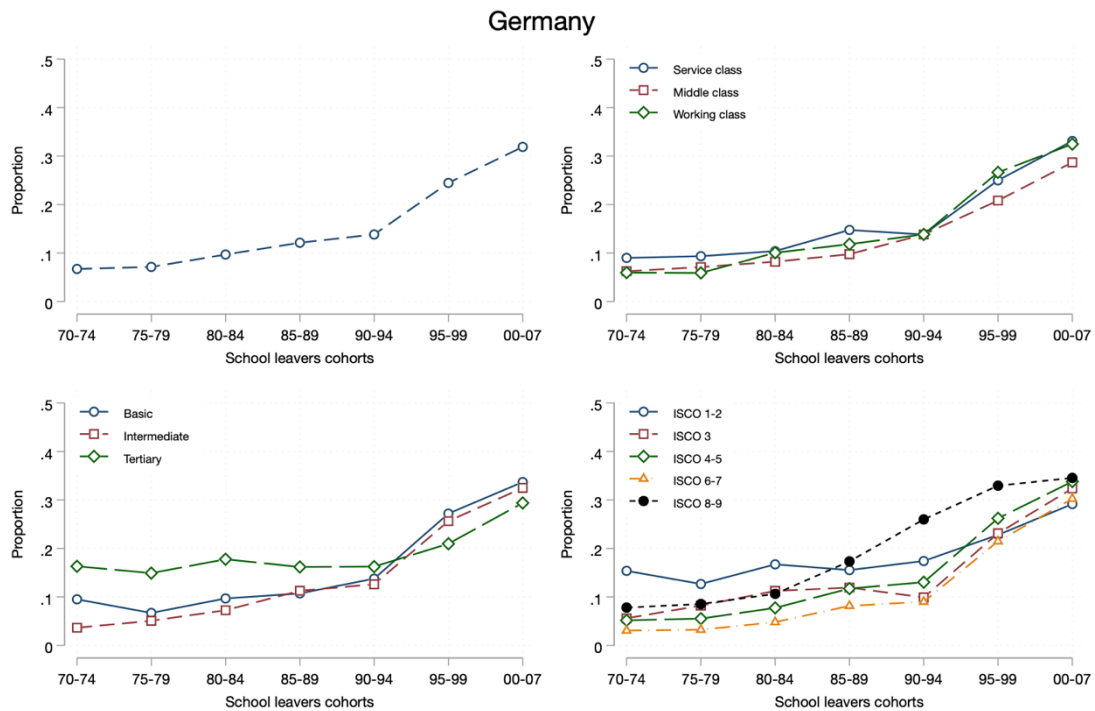 Germany
.5
.4
.3
.2
.1
0
Proportion
70-74 75-79 80-84 85-89 90-94 95-99 00-07
School leavers cohorts
Service class
Middle class
Working class
.5
.4
.3
.2
.1
0
Proportion
70-74 75-79 80-84 85-89 90-94 95-99 00-07
School leavers cohorts
Basic
Intermediate
Tertiary
.5
.4
.3
.2
.1
0
Proportion
70-74 75-79 80-84 85-89 90-94 95-99 00-07
School leavers cohorts
ISCO 1-2
ISCO 3
ISCO 4-5
ISCO 6-7
ISCO 8-9
.5
.4
.3
.2
.1
0
Proportion
70-74 75-79 80-84 85-89 90-94 95-99 00-07
School leavers cohorts